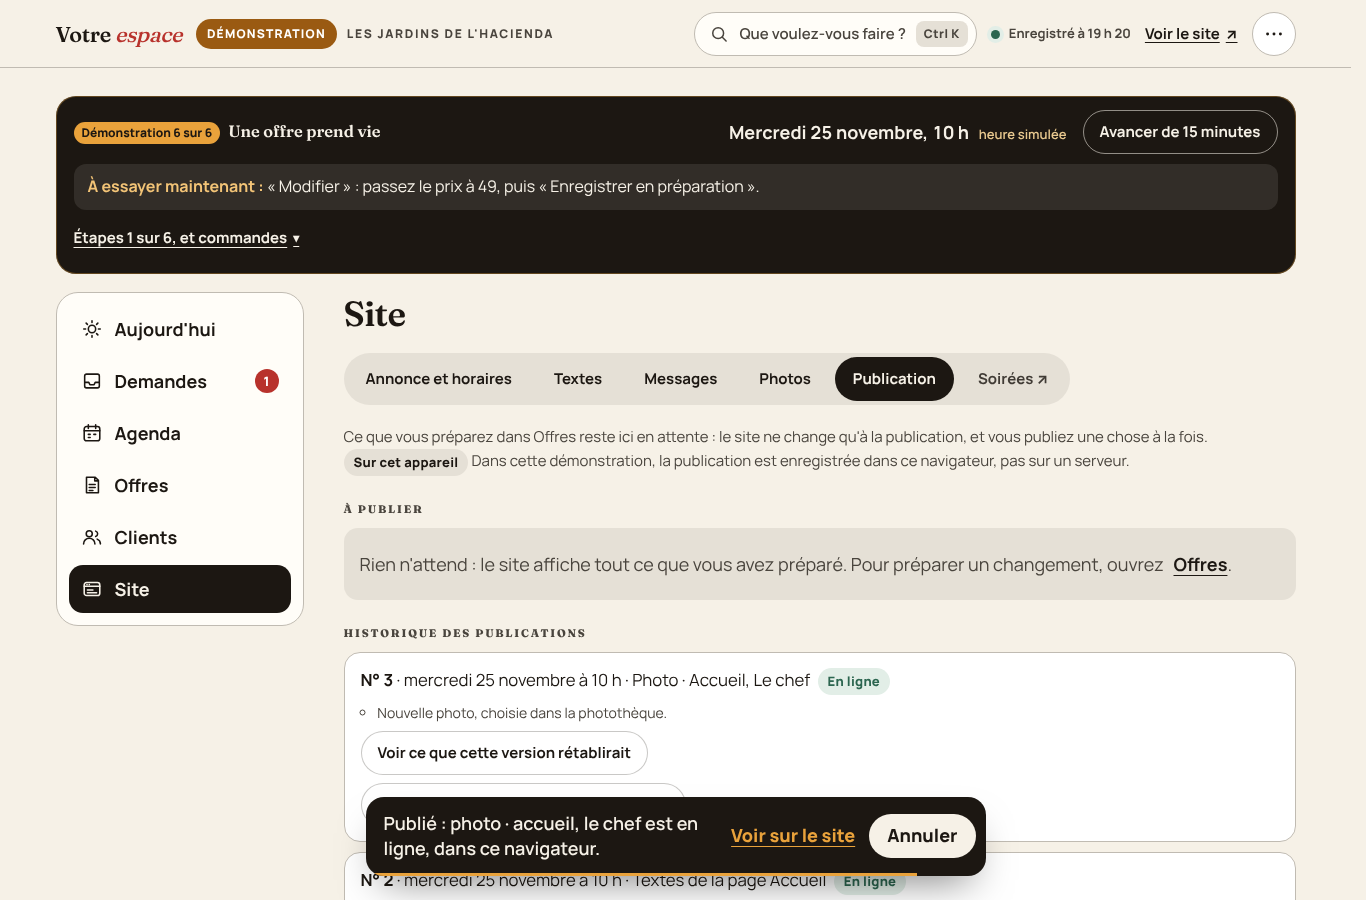 Votre espace DÉMONSTRATION LES JARDINS DE L'HACIENDA Que voulez-vous faire ? Ctrl K Enregistré à 19 h 20 Voir le site ↗ ···
Démonstration 6 sur 6 Une offre prend vie Mercredi 25 novembre, 10 h heure simulée Avancer de 15 minutes
À essayer maintenant : « Modifier » : passez le prix à 49, puis « Enregistrer en préparation ».
Étapes 1 sur 6, et commandes ▾
Aujourd'hui
Demandes 1
Agenda
Offres
Clients
Site
Site
Annonce et horaires Textes Messages Photos Publication Soirées ↗
Ce que vous préparez dans Offres reste ici en attente : le site ne change qu'à la publication, et vous publiez une chose à la fois.
Sur cet appareil Dans cette démonstration, la publication est enregistrée dans ce navigateur, pas sur un serveur.
À PUBLIER
Rien n'attend : le site affiche tout ce que vous avez préparé. Pour préparer un changement, ouvrez Offres.
HISTORIQUE DES PUBLICATIONS
N° 3 · mercredi 25 novembre à 10 h · Photo · Accueil, Le chef En ligne
Nouvelle photo, choisie dans la photothèque.
Voir ce que cette version rétablirait
Publié : photo · accueil, le chef est en
ligne, dans ce navigateur.
Voir sur le site Annuler
N° 2 · mercredi 25 novembre à 10 h · Textes de la page Accueil En ligne